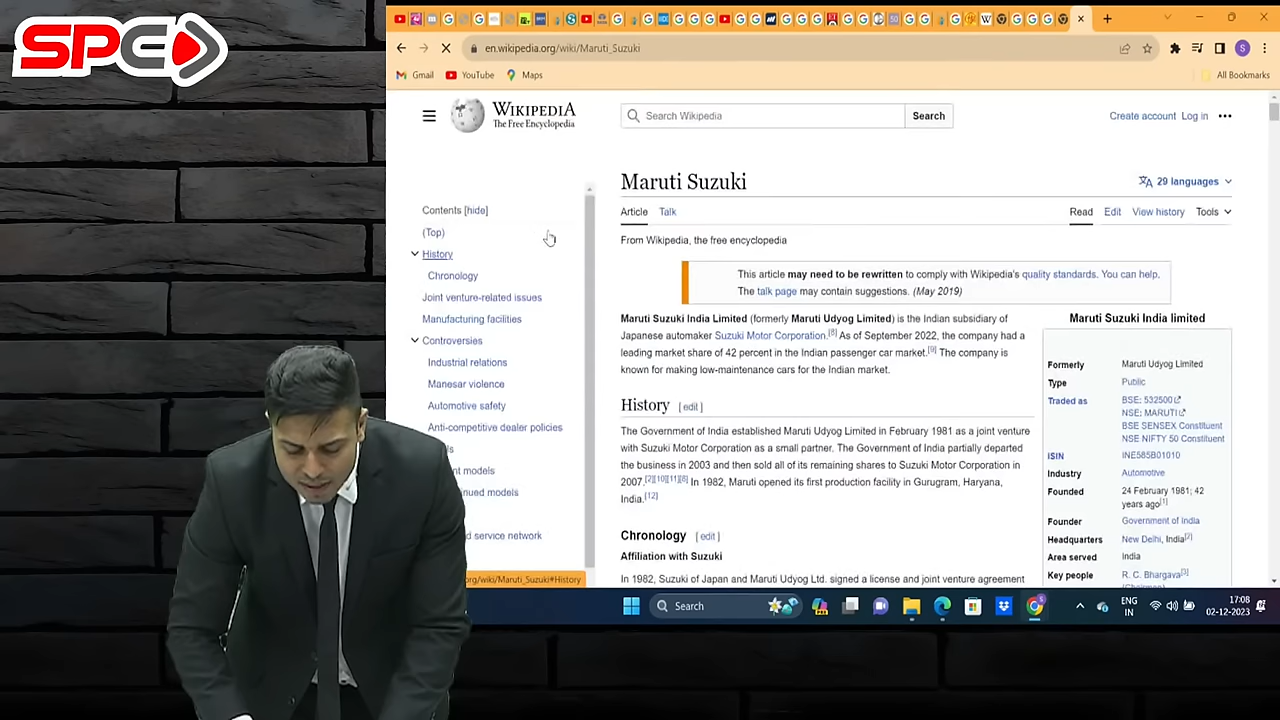 SPC
en.wikipedia.org/wiki/Maruti_Suzuki
Gmail YouTube Maps All Bookmarks
WIKIPEDIA
The Free Encyclopedia
Search Wikipedia Search
Create account Log in
Maruti Suzuki
29 languages
Article Talk Read Edit View history Tools
From Wikipedia, the free encyclopedia
Contents [hide]
(Top)
History
Chronology
Joint venture-related issues
Manufacturing facilities
Controversies
Industrial relations
Manesar violence
Automotive safety
Anti-competitive dealer policies
ls
nt models
nued models
d service network
rg/wiki/Maruti_Suzuki#History
This article may need to be rewritten to comply with Wikipedia's quality standards. You can help.
The talk page may contain suggestions. (May 2019)
Maruti Suzuki India Limited (formerly Maruti Udyog Limited) is the Indian subsidiary of
Japanese automaker Suzuki Motor Corporation.[8] As of September 2022, the company had a
leading market share of 42 percent in the Indian passenger car market.[9] The company is
known for making low-maintenance cars for the Indian market.
History [ edit ]
The Government of India established Maruti Udyog Limited in February 1981 as a joint venture
with Suzuki Motor Corporation as a small partner. The Government of India partially departed
the business in 2003 and then sold all of its remaining shares to Suzuki Motor Corporation in
2007.[2][10][11][8] In 1982, Maruti opened its first production facility in Gurugram, Haryana,
India.[12]
Chronology [ edit ]
Affiliation with Suzuki
In 1982, Suzuki of Japan and Maruti Udyog Ltd. signed a license and joint venture agreement
Maruti Suzuki India limited
Formerly Maruti Udyog Limited
Type Public
Traded as BSE: 532500
NSE: MARUTI
BSE SENSEX Constituent
NSE NIFTY 50 Constituent
ISIN INE585B01010
Industry Automotive
Founded 24 February 1981; 42
years ago[1]
Founder Government of India
Headquarters New Delhi, India[2]
Area served India
Key people R. C. Bhargava[3]
(Chairman)
Search
ENG
IN
17:08
02-12-2023